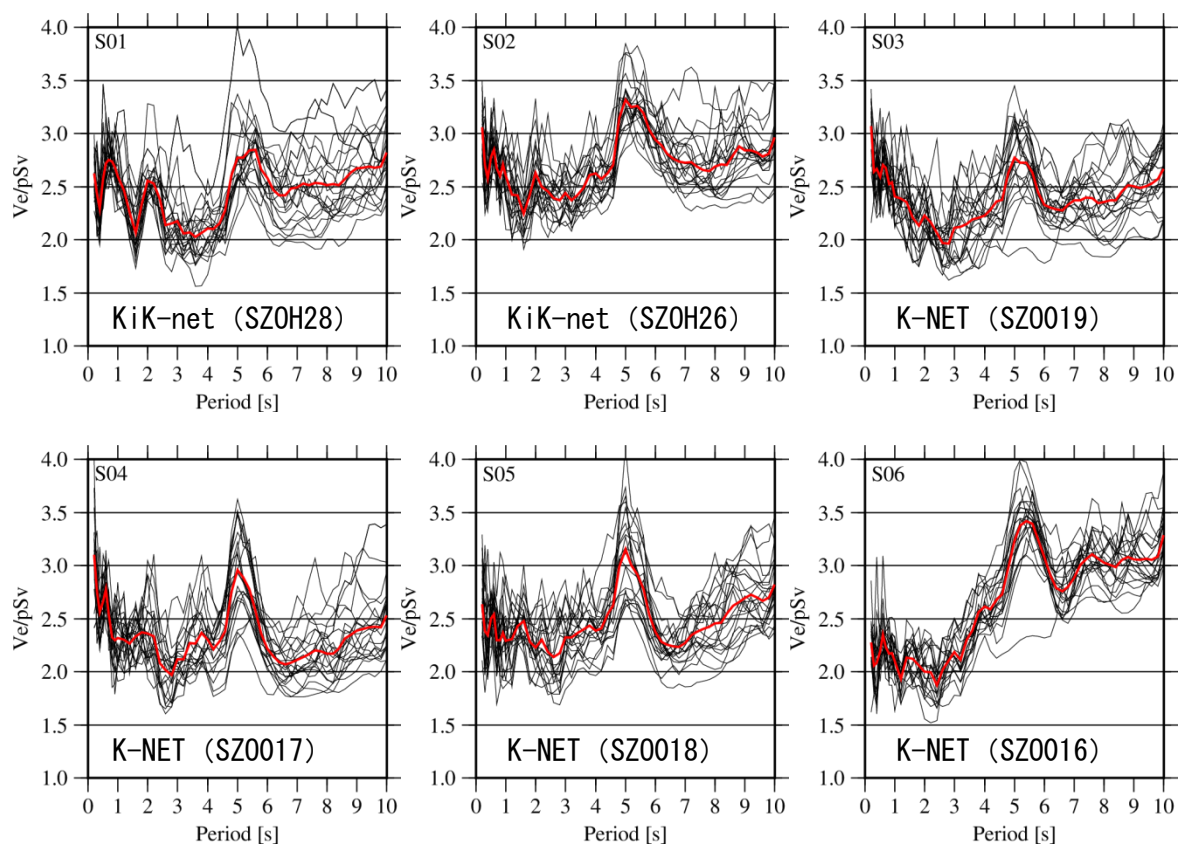 S01
4.0
3.5
3.0
2.5
2.0
1.5
1.0
Ve/pSv
KiK-net (SZOH28)
0 1 2 3 4 5 6 7 8 9 10
Period [s]
S02
4.0
3.5
3.0
2.5
2.0
1.5
1.0
Ve/pSv
KiK-net (SZOH26)
0 1 2 3 4 5 6 7 8 9 10
Period [s]
S03
4.0
3.5
3.0
2.5
2.0
1.5
1.0
Ve/pSv
K-NET (SZO019)
0 1 2 3 4 5 6 7 8 9 10
Period [s]
S04
4.0
3.5
3.0
2.5
2.0
1.5
1.0
Ve/pSv
K-NET (SZO017)
0 1 2 3 4 5 6 7 8 9 10
Period [s]
S05
4.0
3.5
3.0
2.5
2.0
1.5
1.0
Ve/pSv
K-NET (SZO018)
0 1 2 3 4 5 6 7 8 9 10
Period [s]
S06
4.0
3.5
3.0
2.5
2.0
1.5
1.0
Ve/pSv
K-NET (SZO016)
0 1 2 3 4 5 6 7 8 9 10
Period [s]